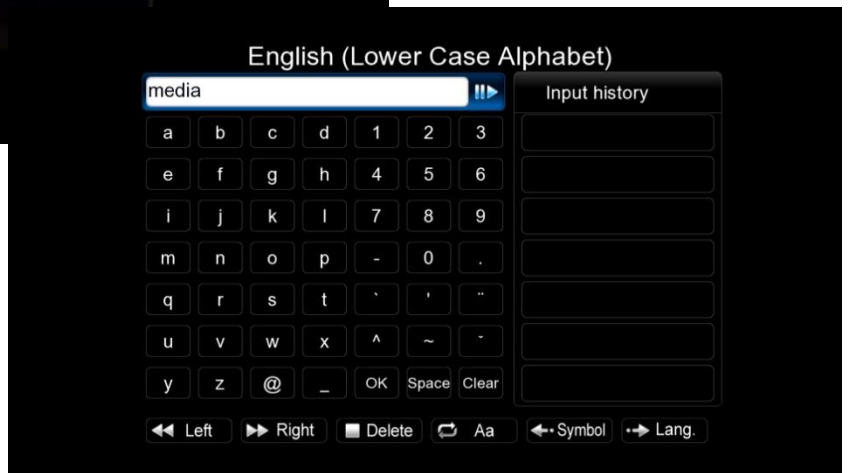 English (Lower Case Alphabet)
media
Input history
a b c d 1 2 3
e f g h 4 5 6
i j k l 7 8 9
m n o p - 0 .
q r s t ` ' ¨
u v w x ^ ~ ˇ
y z @ _ OK Space Clear
Left Right Delete Aa Symbol Lang.